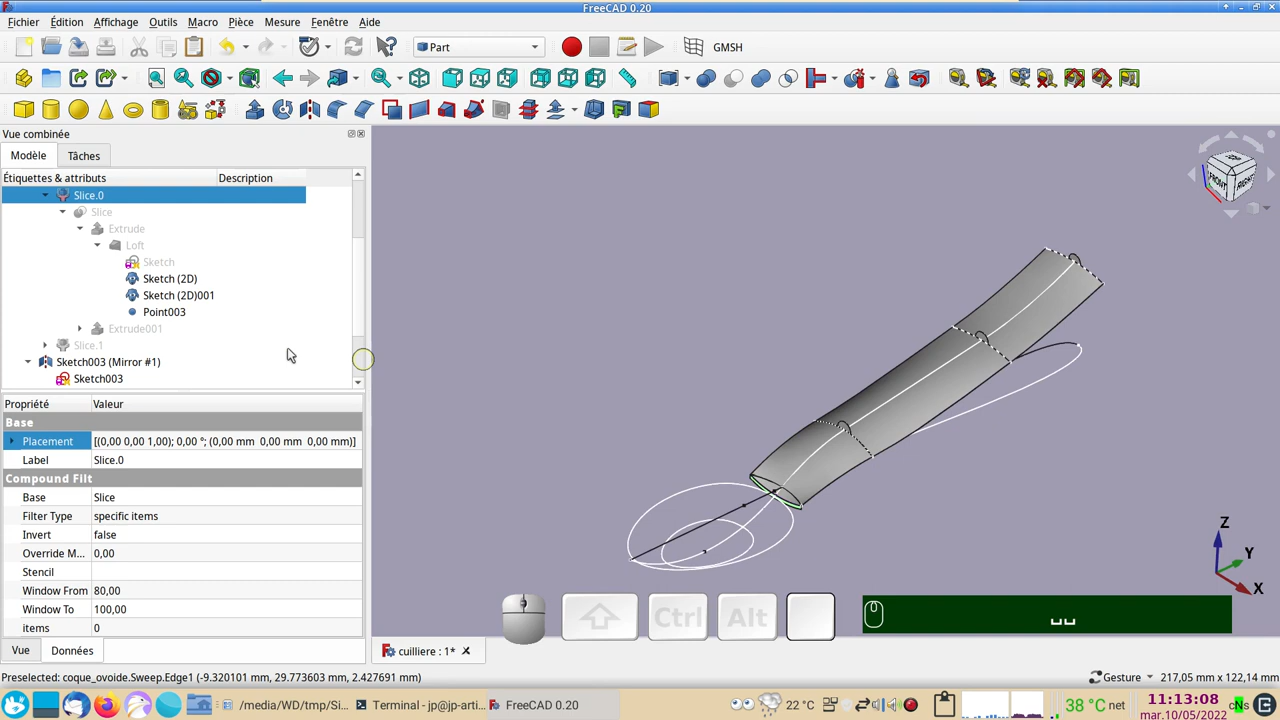 FreeCAD 0.20
Fichier Édition Affichage Outils Macro Pièce Mesure Fenêtre Aide
Part
GMSH
Vue combinée
Modèle Tâches
Étiquettes & attributs Description
Slice.0
Slice
Extrude
Loft
Sketch
Sketch (2D)
Sketch (2D)001
Point003
Extrude001
Slice.1
Sketch003 (Mirror #1)
Sketch003
Propriété Valeur
Base
Placement [(0,00 0,00 1,00); 0,00 °; (0,00 mm 0,00 mm 0,00 mm)]
Label Slice.0
Compound Filt
Base Slice
Filter Type specific items
Invert false
Override M... 0,00
Stencil
Window From 80,00
Window To 100,00
items 0
Vue Données
FRONT RIGHT
Z
Y
X
Ctrl Alt
cuilliere : 1*
Preselected: coque_ovoide.Sweep.Edge1 (-9.320101 mm, 29.773603 mm, 2.427691 mm)
Gesture 217,05 mm x 122,14 mm
/media/WD/tmp/Si... Terminal - jp@jp-arti... FreeCAD 0.20
22 °C
38 °C net
11:13:08
mar.10/05/2022
cNs